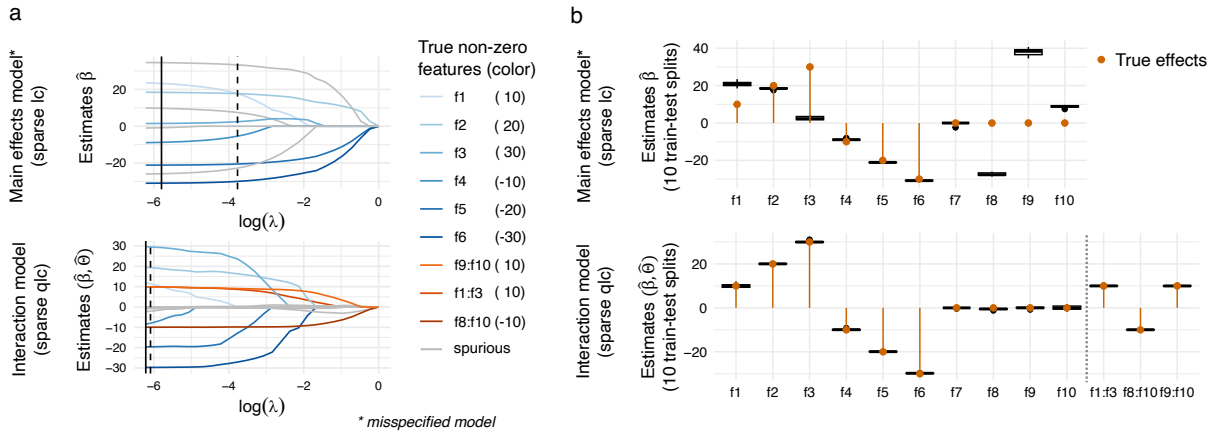 a
Main effects model*
(sparse lc)
Estimates β̂
20
0
−20
−6
−4
−2
0
log(λ)
Interaction model
(sparse qlc)
Estimates (β̂, Θ̂)
30
20
10
0
−10
−20
−30
−6
−4
−2
0
log(λ)
* misspecified model
True non-zero
features (color)
f1 ( 10)
f2 ( 20)
f3 ( 30)
f4 (-10)
f5 (-20)
f6 (-30)
f9:f10 ( 10)
f1:f3 ( 10)
f8:f10 (-10)
spurious
b
Main effects model*
(sparse lc)
Estimates β̂
(10 train-test splits)
40
20
0
−20
f1 f2 f3 f4 f5 f6 f7 f8 f9 f10
True effects
Interaction model
(sparse qlc)
Estimates (β̂, Θ̂)
(10 train-test splits)
20
0
−20
f1 f2 f3 f4 f5 f6 f7 f8 f9 f10 f1:f3 f8:f10 f9:f10